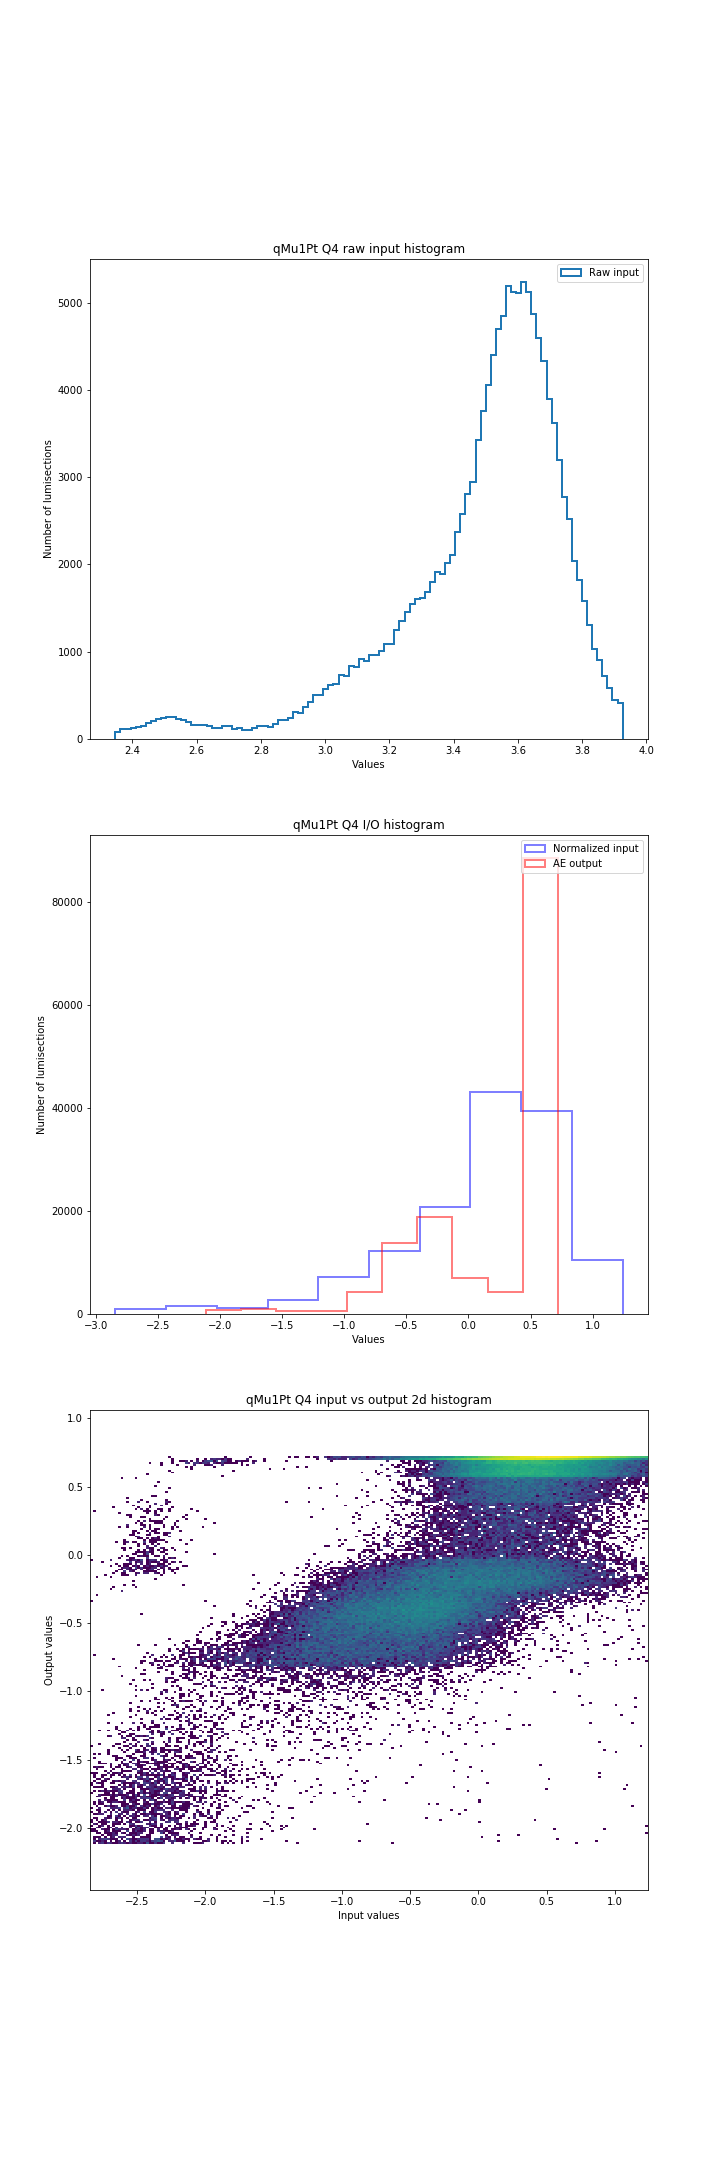 qMu1Pt Q4 raw input histogram
Raw input
5000
4000
3000
2000
1000
0
Number of lumisections
2.4 2.6 2.8 3.0 3.2 3.4 3.6 3.8 4.0
Values
qMu1Pt Q4 I/O histogram
Normalized input
AE output
80000
60000
40000
20000
0
Number of lumisections
−3.0 −2.5 −2.0 −1.5 −1.0 −0.5 0.0 0.5 1.0
Values
qMu1Pt Q4 input vs output 2d histogram
1.0
0.5
0.0
−0.5
−1.0
−1.5
−2.0
Output values
−2.5 −2.0 −1.5 −1.0 −0.5 0.0 0.5 1.0
Input values